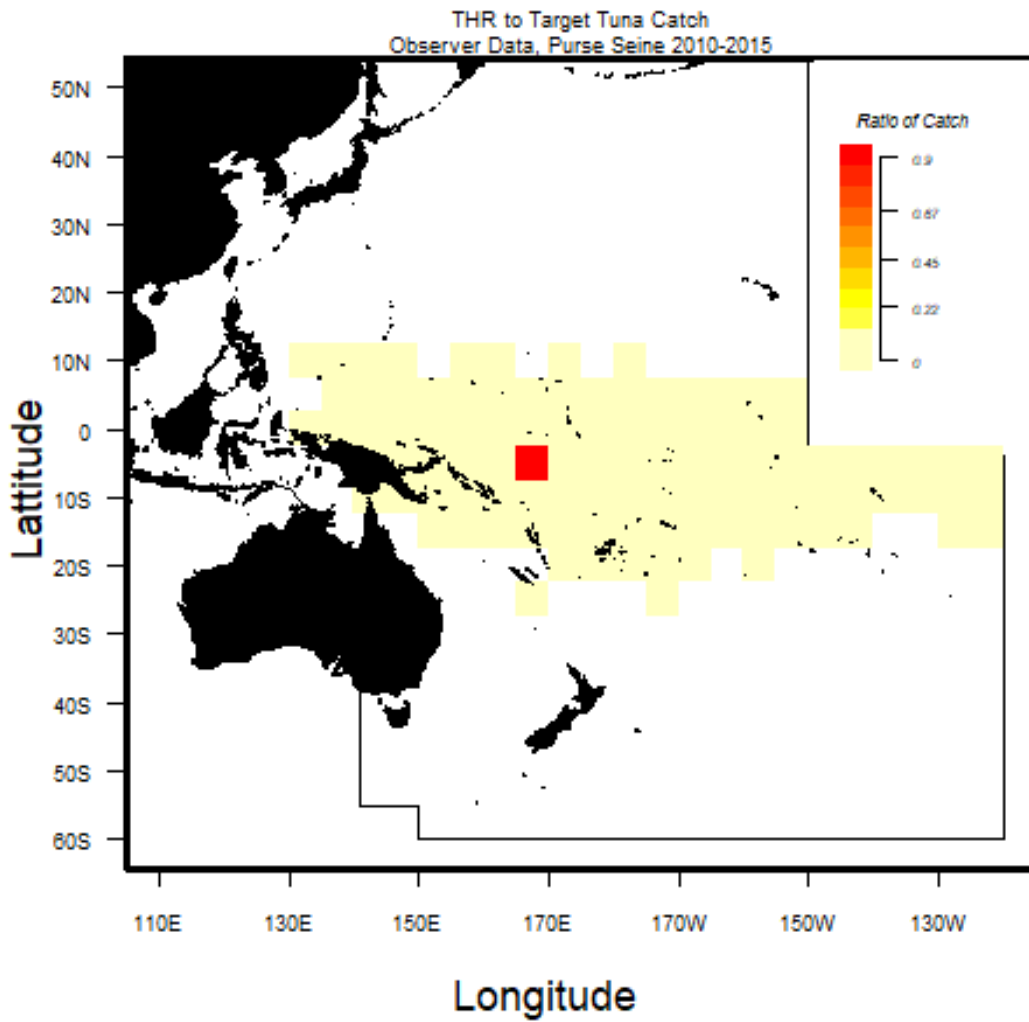 THR to Target Tuna Catch
Observer Data, Purse Seine 2010-2015
Ratio of Catch
0.9
0.67
0.45
0.22
0
50N
40N
30N
20N
10N
0
10S
20S
30S
40S
50S
60S
Lattitude
110E 130E 150E 170E 170W 150W 130W
Longitude